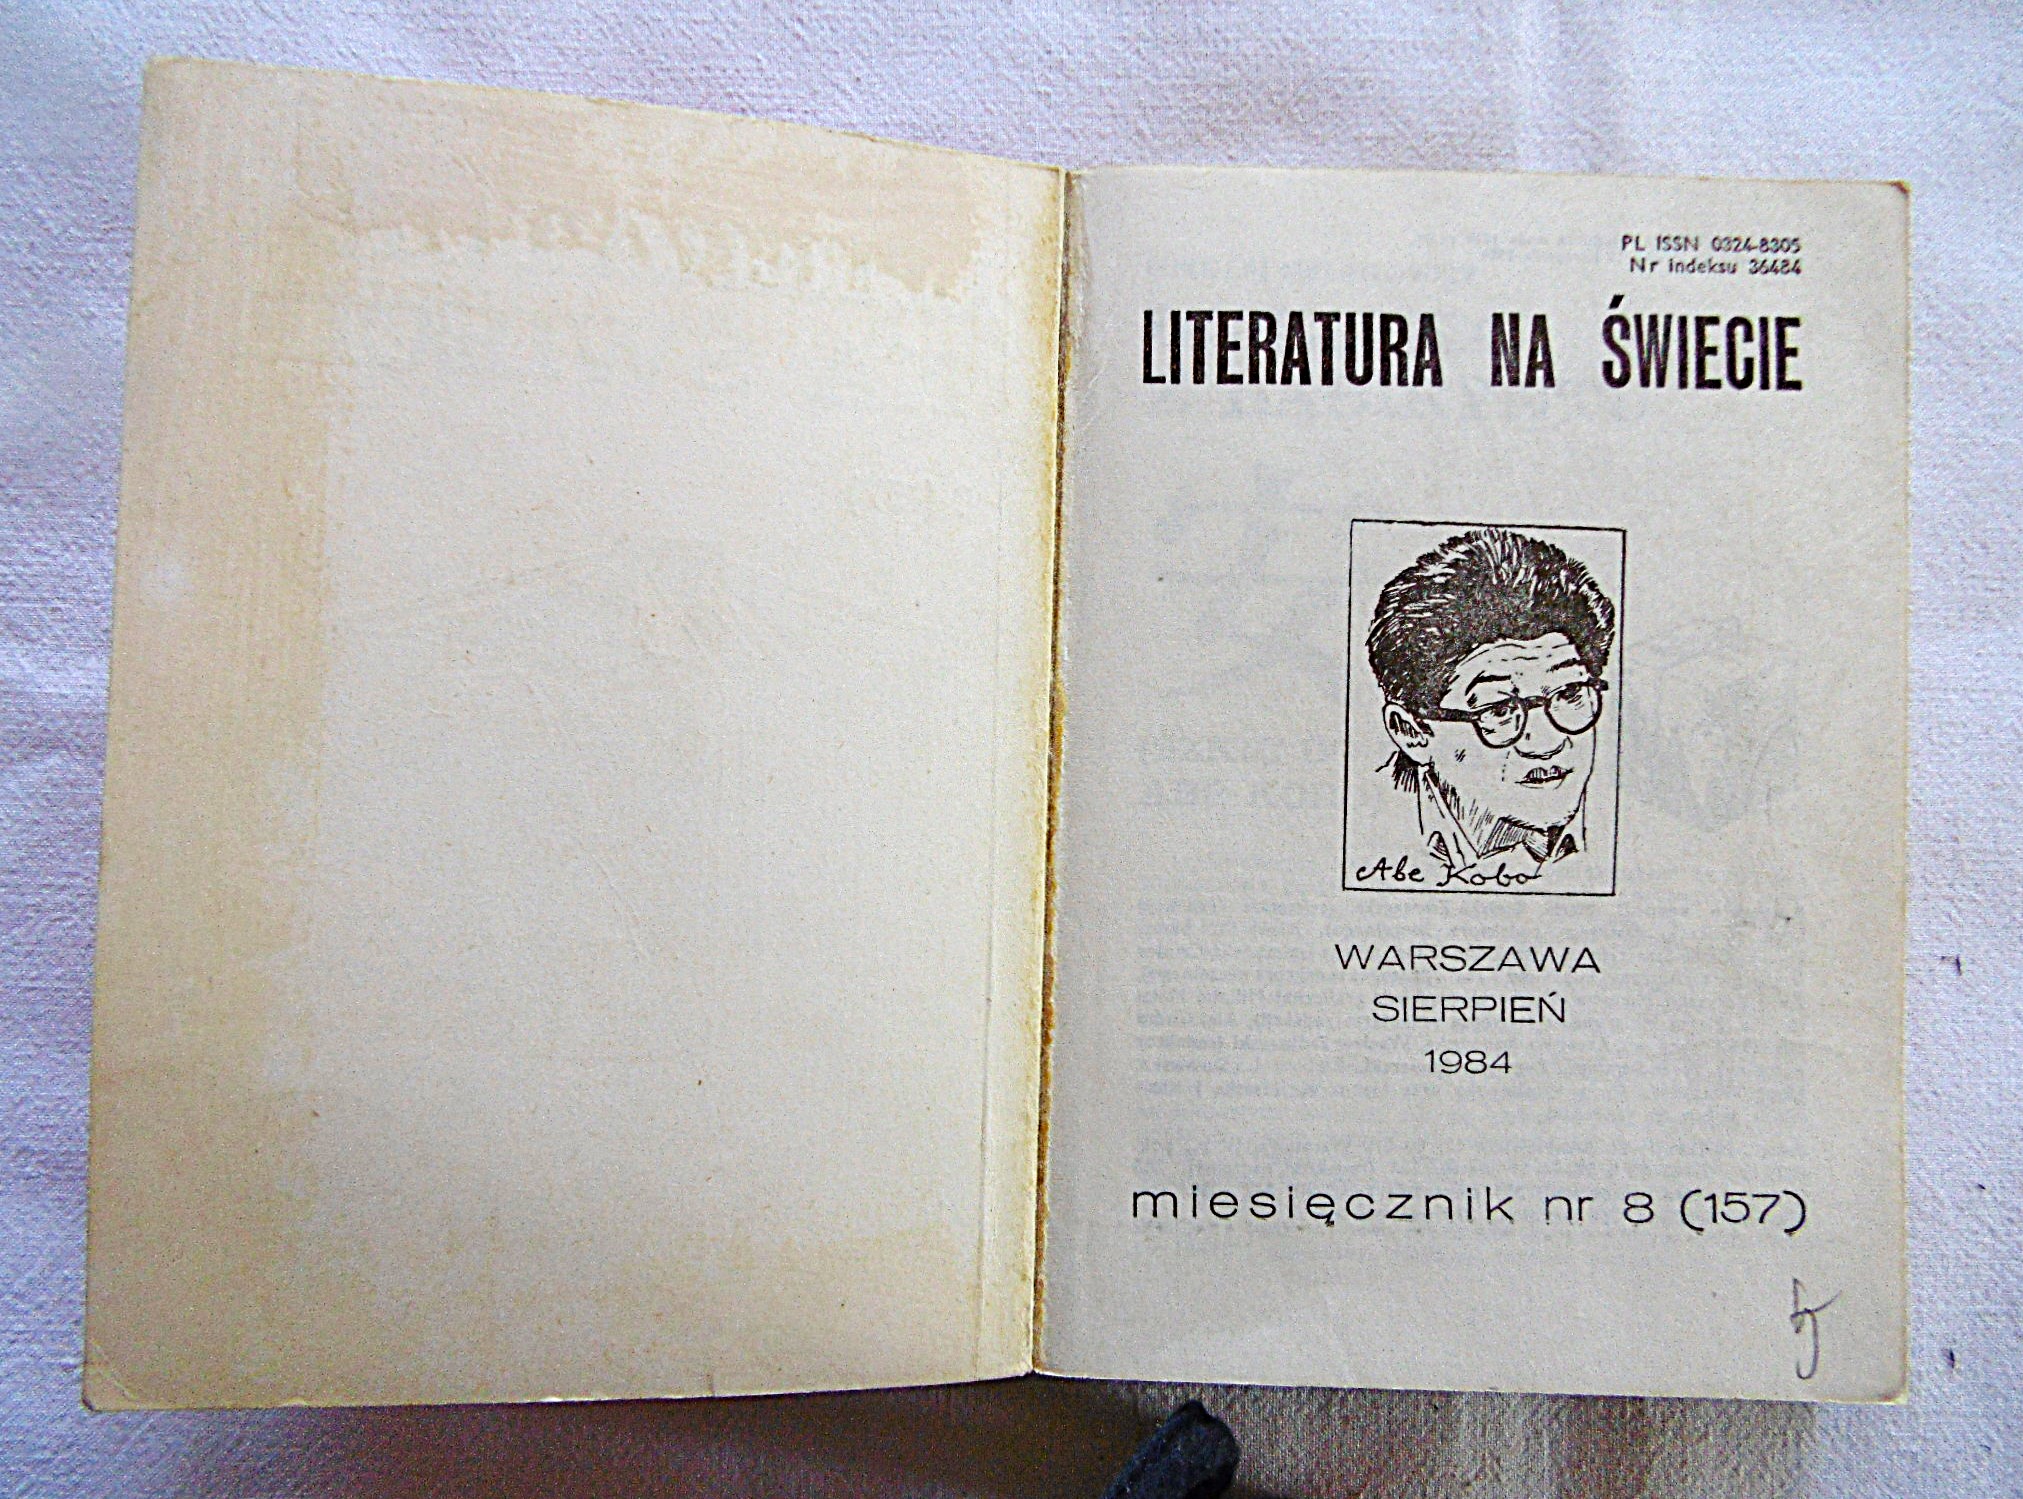 PL ISSN 0324-8305
Nr indeksu 36484
LITERATURA NA ŚWIECIE
Abe Kobo
WARSZAWA
SIERPIEŃ
1984
miesięcznik nr 8 (157)